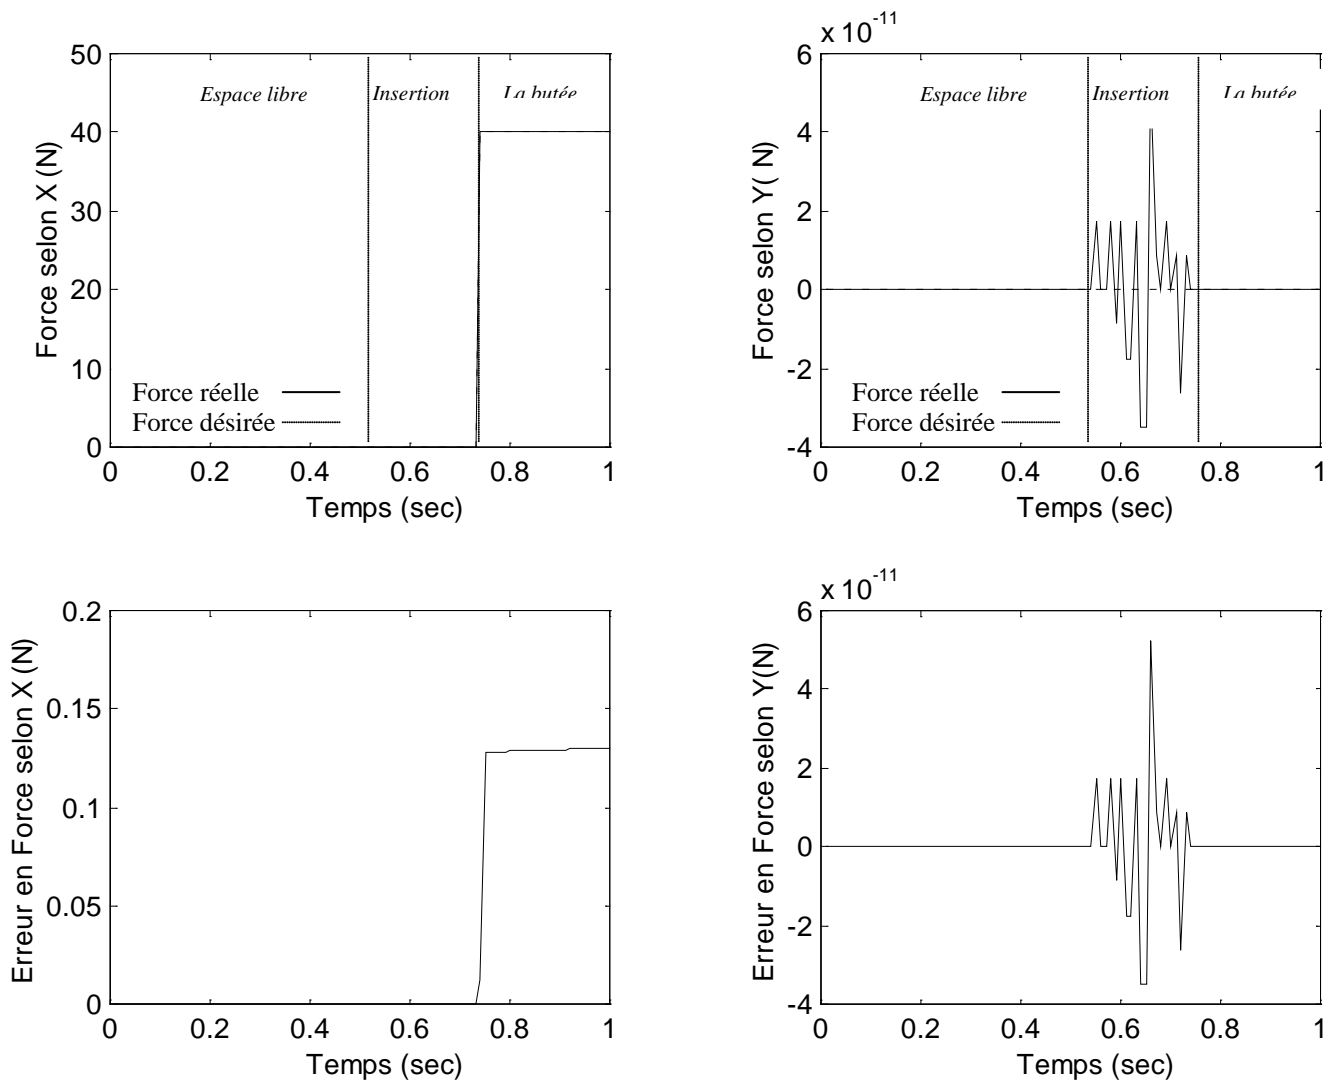 50
40
30
20
10
0
Force selon X (N)
Espace libre
Insertion
La butée
Force réelle
Force désirée
0 0.2 0.4 0.6 0.8 1
Temps (sec)
x 10^-11
6
4
2
0
-2
-4
Force selon Y( N)
Espace libre
Insertion
La butée
Force réelle
Force désirée
0 0.2 0.4 0.6 0.8 1
Temps (sec)
0.2
0.15
0.1
0.05
0
Erreur en Force selon X (N)
0 0.2 0.4 0.6 0.8 1
Temps (sec)
x 10^-11
6
4
2
0
-2
-4
Erreur en Force selon Y(N)
0 0.2 0.4 0.6 0.8 1
Temps (sec)